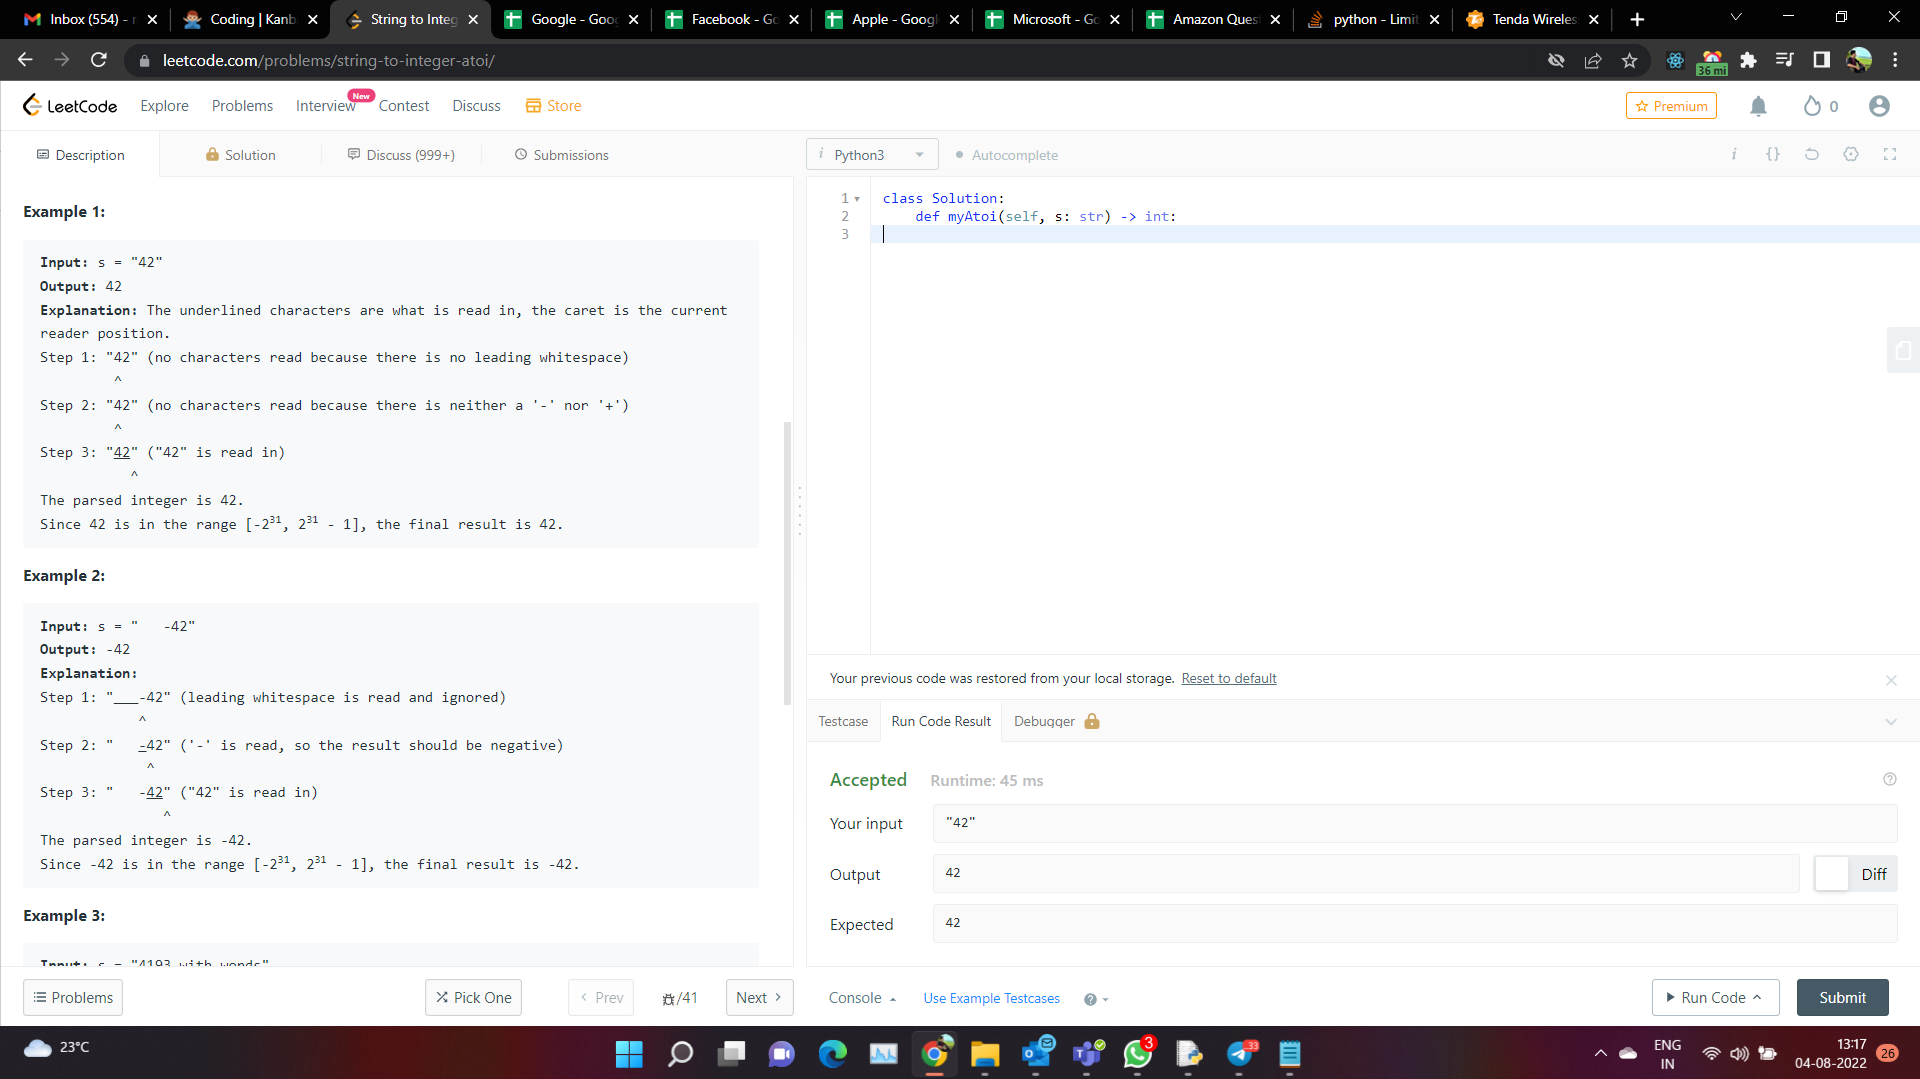 Inbox (554) - r
Coding | Kanb
String to Integ
Google - Goo
Facebook - Go
Apple - Googl
Microsoft - Go
Amazon Ques
python - Limit
Tenda Wireles
leetcode.com/problems/string-to-integer-atoi/
36 mi
LeetCode
Explore
Problems
Interview
New
Contest
Discuss
Store
Premium
0
Description
Solution
Discuss (999+)
Submissions
i Python3
Autocomplete
i {}
Example 1:
Input: s = "42"
Output: 42
Explanation: The underlined characters are what is read in, the caret is the current
reader position.
Step 1: "42" (no characters read because there is no leading whitespace)
^
Step 2: "42" (no characters read because there is neither a '-' nor '+')
^
Step 3: "42" ("42" is read in)
^
The parsed integer is 42.
Since 42 is in the range [-2³¹, 2³¹ - 1], the final result is 42.
Example 2:
Input: s = "   -42"
Output: -42
Explanation:
Step 1: "___-42" (leading whitespace is read and ignored)
^
Step 2: "   -42" ('-' is read, so the result should be negative)
^
Step 3: "   -42" ("42" is read in)
^
The parsed integer is -42.
Since -42 is in the range [-2³¹, 2³¹ - 1], the final result is -42.
Example 3:
Input: s = "4193 with words"
1 class Solution:
2     def myAtoi(self, s: str) -> int:
3
Your previous code was restored from your local storage. Reset to default
Testcase
Run Code Result
Debugger
Accepted
Runtime: 45 ms
Your input
"42"
Output
42
Diff
Expected
42
Problems
Pick One
< Prev
/41
Next >
Console
Use Example Testcases
Run Code
Submit
23°C
3
33
ENG
IN
13:17
04-08-2022
26